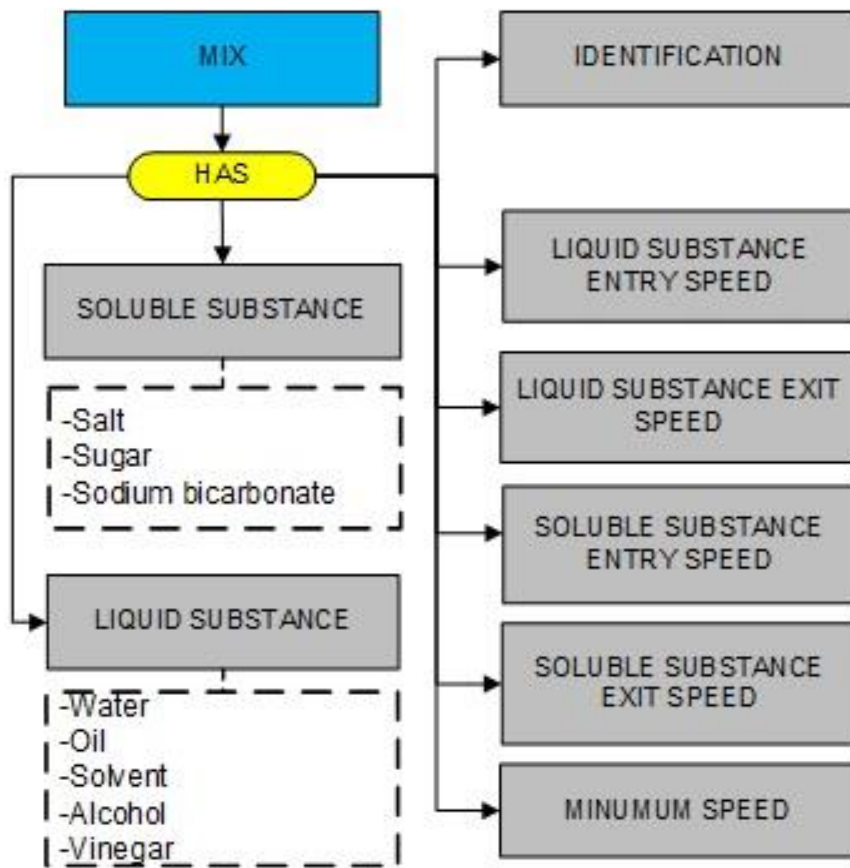 MIX
HAS
SOLUBLE SUBSTANCE
-Salt
-Sugar
-Sodium bicarbonate
LIQUID SUBSTANCE
-Water
-Oil
-Solvent
-Alcohol
-Vinegar
IDENTIFICATION
LIQUID SUBSTANCE
ENTRY SPEED
LIQUID SUBSTANCE EXIT
SPEED
SOLUBLE SUBSTANCE
ENTRY SPEED
SOLUBLE SUBSTANCE
EXIT SPEED
MINUMUM SPEED